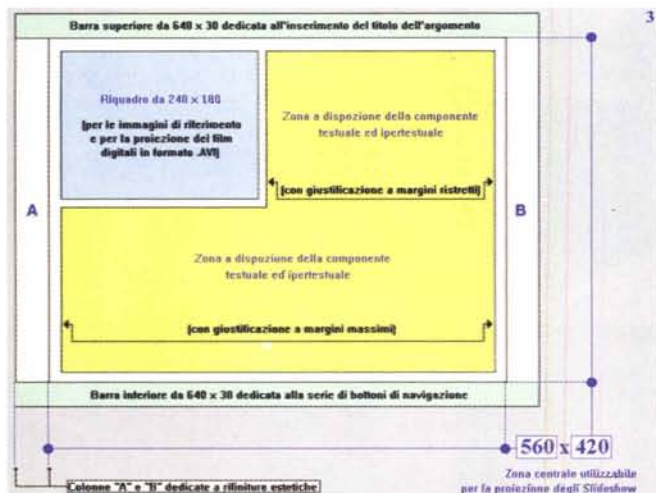 Barra superiore da 640 x 30 dedicata all'inserimento del titolo dell'argomento
3
Riquadro da 240 x 180
(per le immagini di riferimento
e per la proiezione dei film
digitali in formato .AVI)
Zona a dispozione della componente
testuale ed ipertestuale
(con giustificazione a margini ristretti)
A
B
Zona a dispozione della componente
testuale ed ipertestuale
(con giostificazione a margini massimi)
Barra inferiore da 640 x 30 dedicata alla serie di bottoni di navigazione
560 x 420
Zona centrale utilizzabile
per la proiezione degli Slideshow
Colonne "A" e "B" dedicate a rifiniture estetiche